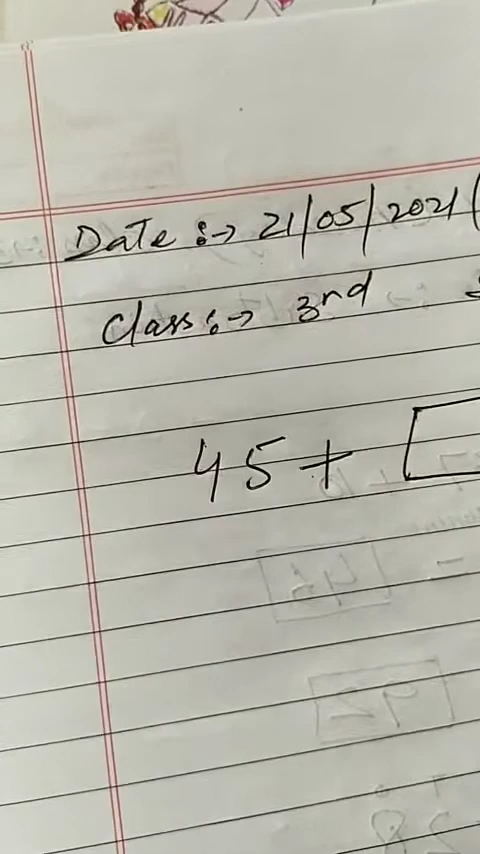 Date :→ 21/05/2021 (
Class :→ 3rd
45 +